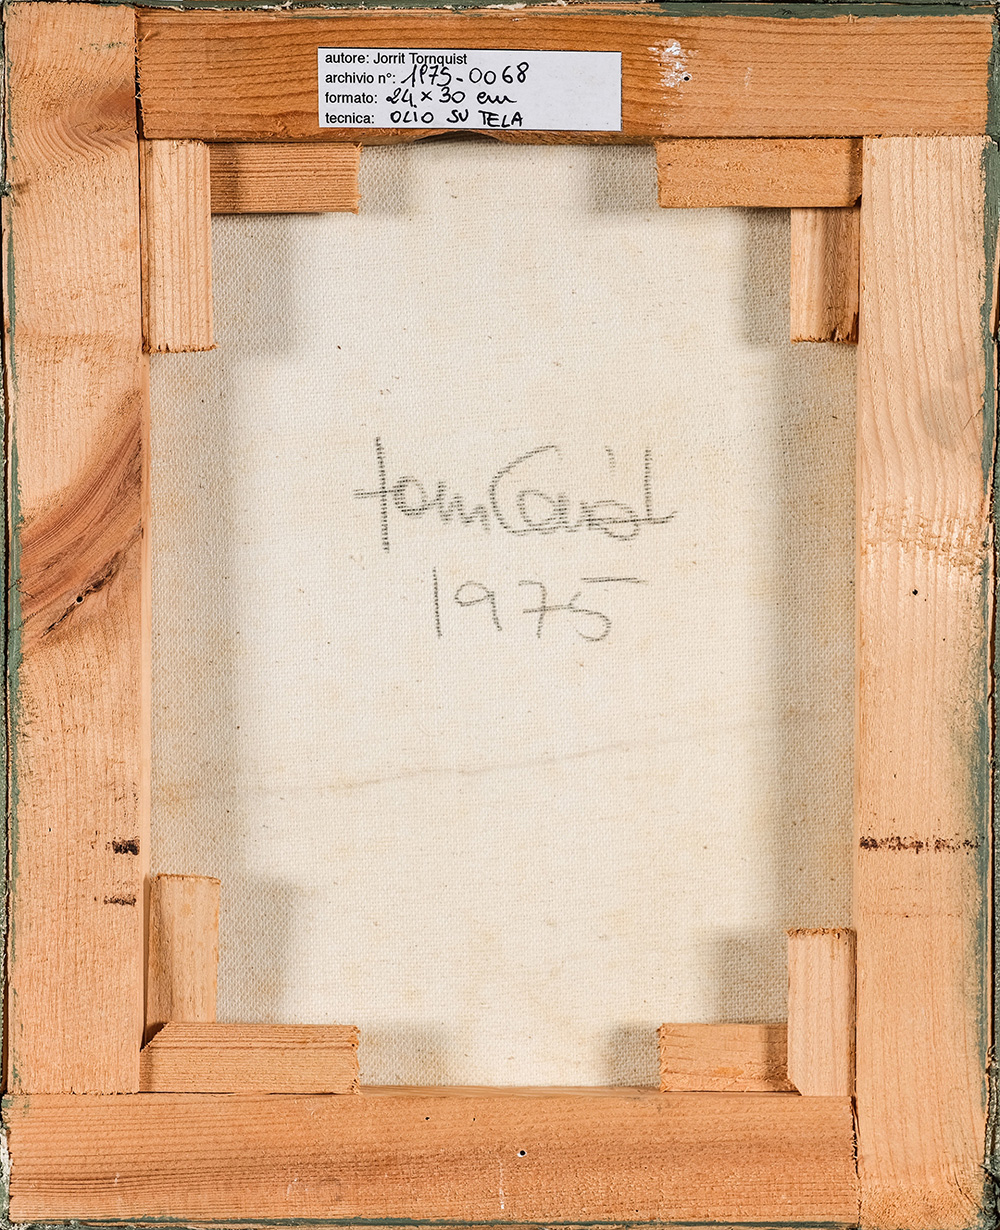 autore: Jorrit Tornquist
archivio n°: 1975-0068
formato: 24 x 30 cm
tecnica: OLIO SU TELA
1975